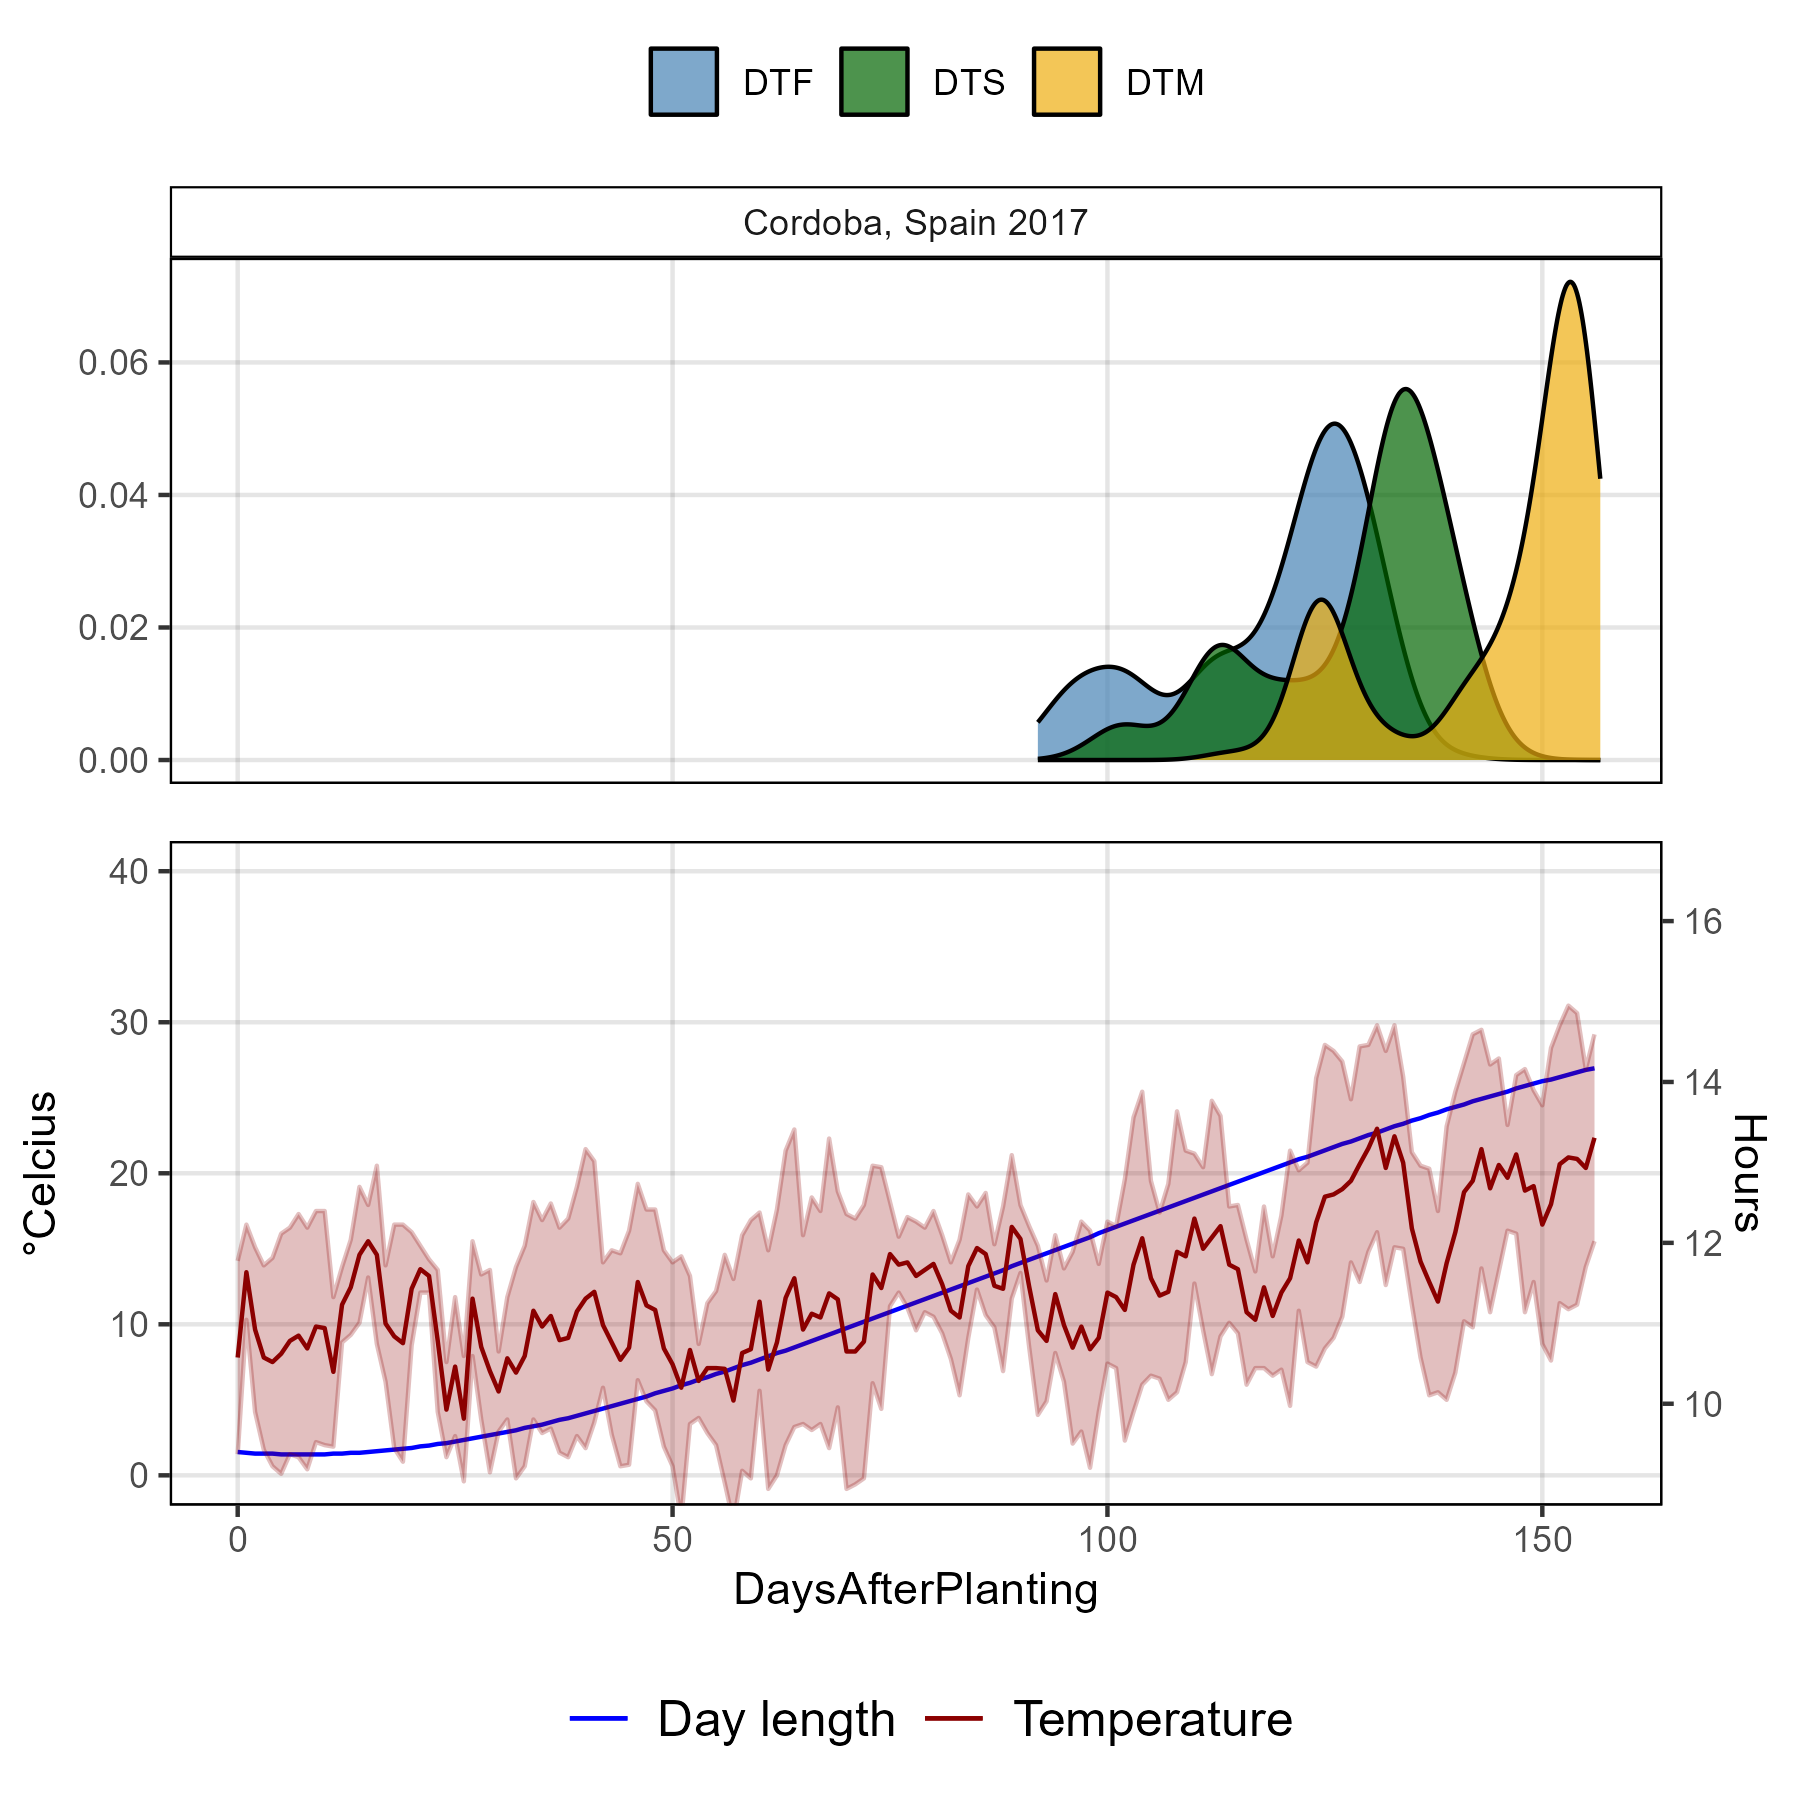 DTF DTS DTM
Cordoba, Spain 2017
0.06
0.04
0.02
0.00
40
30
20
10
0
°Celcius
16
14
12
10
Hours
0 50 100 150
DaysAfterPlanting
Day length Temperature